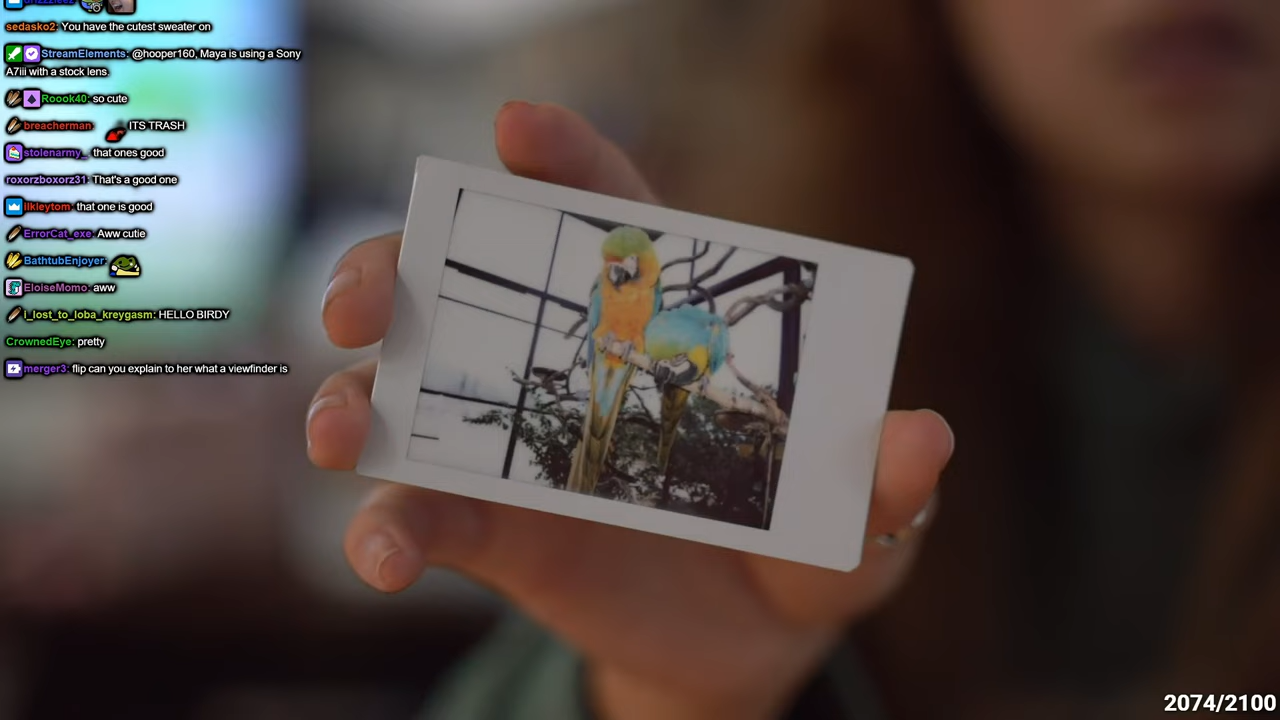 sedasko2: You have the cutest sweater on
StreamElements: @hooper160, Maya is using a Sony
A7iii with a stock lens.
Roook40: so cute
breacherman: ITS TRASH
stolenarmy_: that ones good
roxorzboxorz31: That's a good one
ilkleytom: that one is good
ErrorCat_exe: Aww cutie
BathtubEnjoyer:
EloiseMomo: aww
i_lost_to_loba_kreygasm: HELLO BIRDY
CrownedEye: pretty
merger3: flip can you explain to her what a viewfinder is
2074/2100